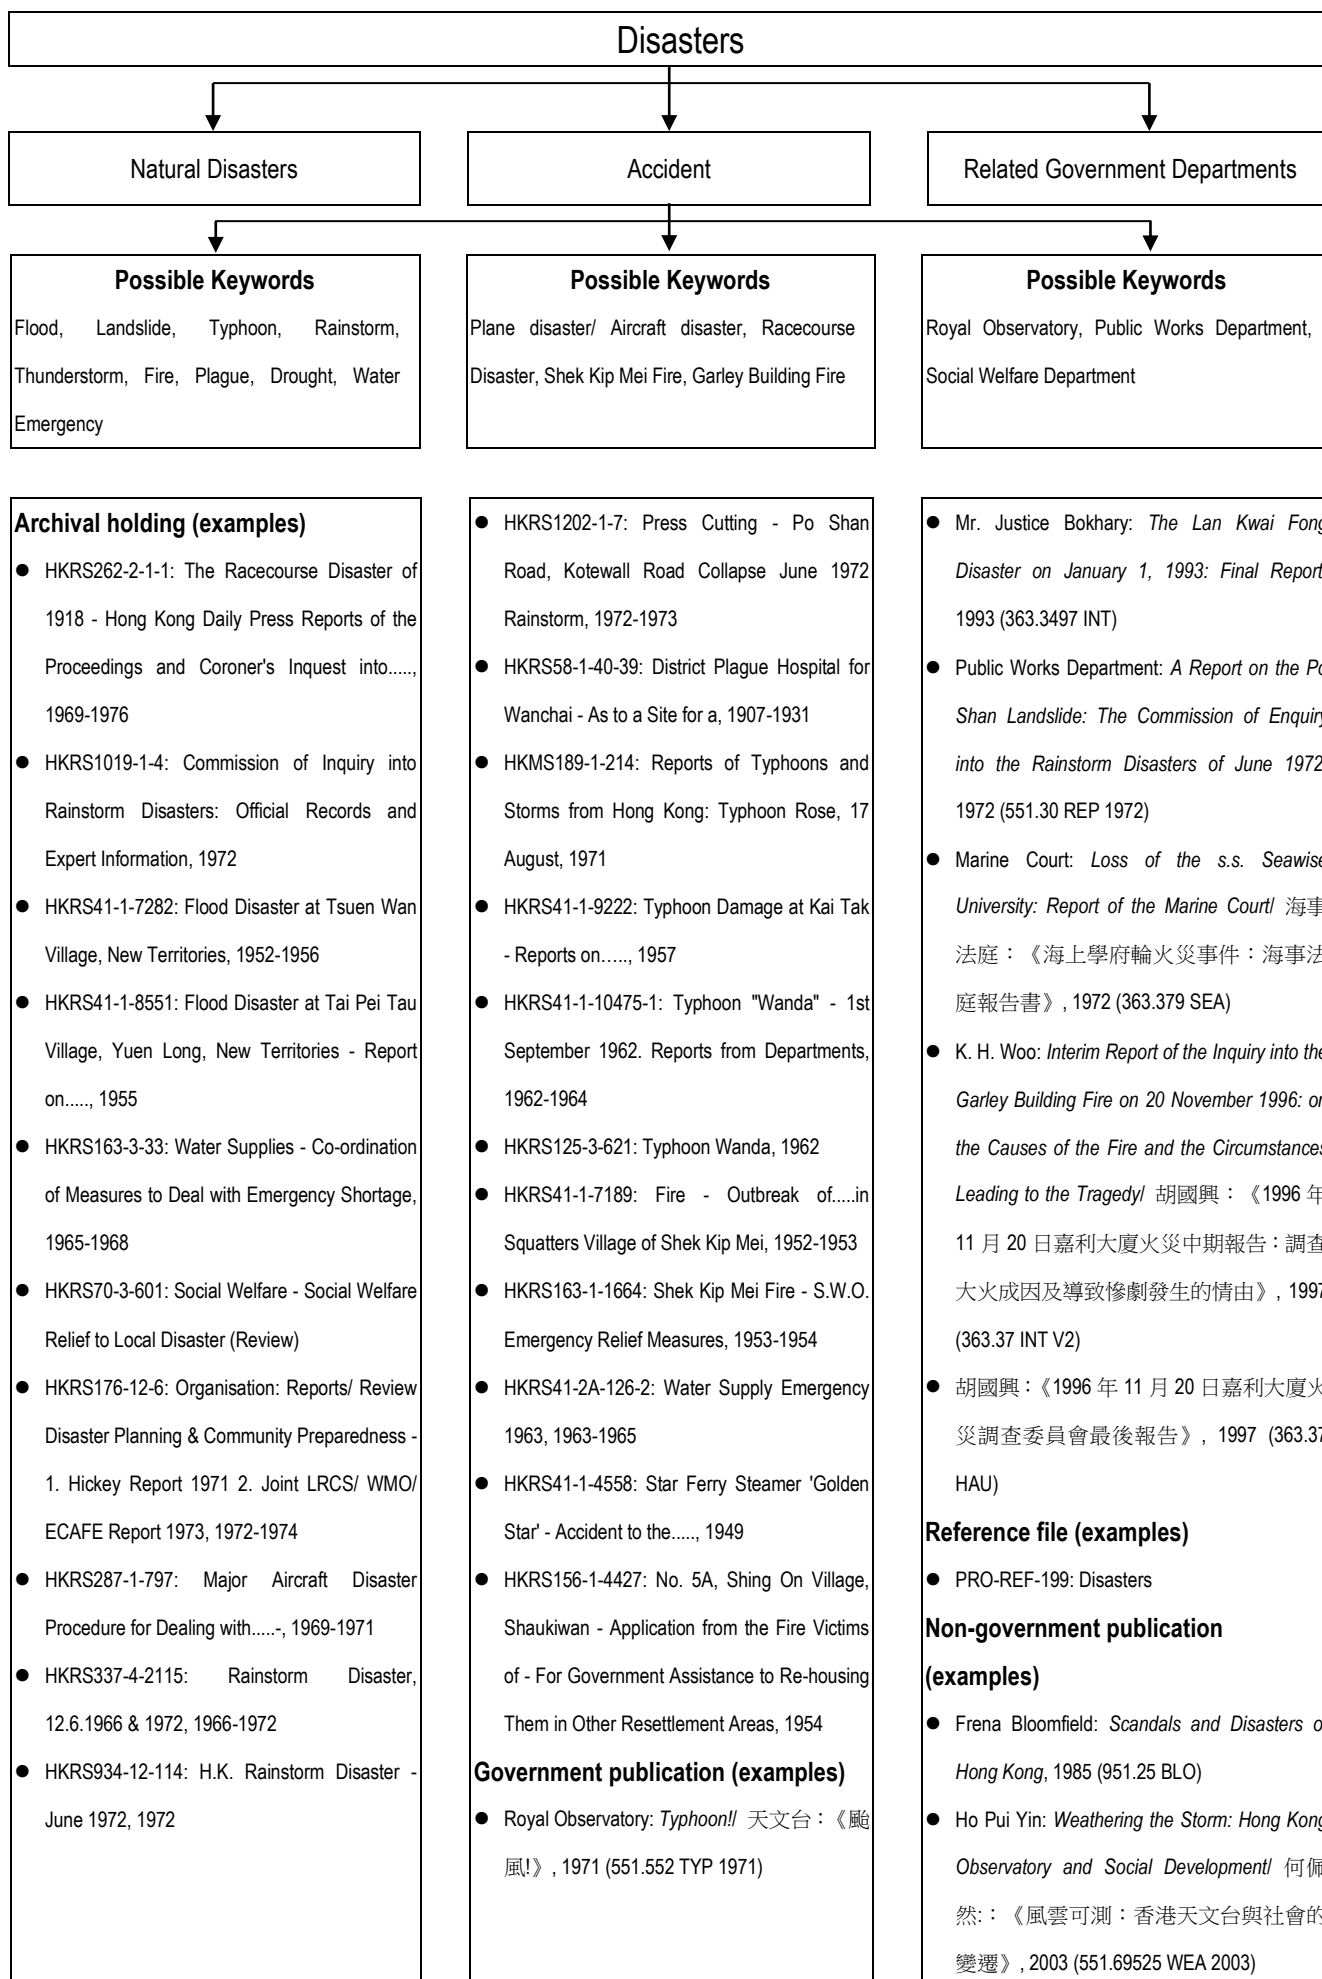 Disasters
Natural Disasters
Accident
Related Government Departments
Possible Keywords
Flood, Landslide, Typhoon, Rainstorm,
Thunderstorm, Fire, Plague, Drought, Water
Emergency
Possible Keywords
Plane disaster/ Aircraft disaster, Racecourse
Disaster, Shek Kip Mei Fire, Garley Building Fire
Possible Keywords
Royal Observatory, Public Works Department,
Social Welfare Department
Archival holding (examples)
● HKRS262-2-1-1: The Racecourse Disaster of
1918 - Hong Kong Daily Press Reports of the
Proceedings and Coroner's Inquest into.....,
1969-1976
● HKRS1019-1-4: Commission of Inquiry into
Rainstorm Disasters: Official Records and
Expert Information, 1972
● HKRS41-1-7282: Flood Disaster at Tsuen Wan
Village, New Territories, 1952-1956
● HKRS41-1-8551: Flood Disaster at Tai Pei Tau
Village, Yuen Long, New Territories - Report
on....., 1955
● HKRS163-3-33: Water Supplies - Co-ordination
of Measures to Deal with Emergency Shortage,
1965-1968
● HKRS70-3-601: Social Welfare - Social Welfare
Relief to Local Disaster (Review)
● HKRS176-12-6: Organisation: Reports/ Review
Disaster Planning & Community Preparedness -
1. Hickey Report 1971 2. Joint LRCS/ WMO/
ECAFE Report 1973, 1972-1974
● HKRS287-1-797: Major Aircraft Disaster
Procedure for Dealing with.....-, 1969-1971
● HKRS337-4-2115: Rainstorm Disaster,
12.6.1966 & 1972, 1966-1972
● HKRS934-12-114: H.K. Rainstorm Disaster -
June 1972, 1972
● HKRS1202-1-7: Press Cutting - Po Shan
Road, Kotewall Road Collapse June 1972
Rainstorm, 1972-1973
● HKRS58-1-40-39: District Plague Hospital for
Wanchai - As to a Site for a, 1907-1931
● HKMS189-1-214: Reports of Typhoons and
Storms from Hong Kong: Typhoon Rose, 17
August, 1971
● HKRS41-1-9222: Typhoon Damage at Kai Tak
- Reports on....., 1957
● HKRS41-1-10475-1: Typhoon "Wanda" - 1st
September 1962. Reports from Departments,
1962-1964
● HKRS125-3-621: Typhoon Wanda, 1962
● HKRS41-1-7189: Fire - Outbreak of.....in
Squatters Village of Shek Kip Mei, 1952-1953
● HKRS163-1-1664: Shek Kip Mei Fire - S.W.O.
Emergency Relief Measures, 1953-1954
● HKRS41-2A-126-2: Water Supply Emergency
1963, 1963-1965
● HKRS41-1-4558: Star Ferry Steamer 'Golden
Star' - Accident to the....., 1949
● HKRS156-1-4427: No. 5A, Shing On Village,
Shaukiwan - Application from the Fire Victims
of - For Government Assistance to Re-housing
Them in Other Resettlement Areas, 1954
Government publication (examples)
● Royal Observatory: Typhoon!/ 天文台：《颱
風!》, 1971 (551.552 TYP 1971)
● Mr. Justice Bokhary: The Lan Kwai Fong
Disaster on January 1, 1993: Final Report
1993 (363.3497 INT)
● Public Works Department: A Report on the Po
Shan Landslide: The Commission of Enquiry
into the Rainstorm Disasters of June 1972
1972 (551.30 REP 1972)
● Marine Court: Loss of the s.s. Seawise
University: Report of the Marine Court/ 海事
法庭：《海上學府輪火災事件：海事法
庭報告書》, 1972 (363.379 SEA)
● K. H. Woo: Interim Report of the Inquiry into the
Garley Building Fire on 20 November 1996: on
the Causes of the Fire and the Circumstances
Leading to the Tragedy/ 胡國興：《1996 年
11 月 20 日嘉利大廈火災中期報告：調查
大火成因及導致慘劇發生的情由》, 1997
(363.37 INT V2)
● 胡國興：《1996 年 11 月 20 日嘉利大廈火
災調查委員會最後報告》, 1997 (363.37
HAU)
Reference file (examples)
● PRO-REF-199: Disasters
Non-government publication
(examples)
● Frena Bloomfield: Scandals and Disasters o
Hong Kong, 1985 (951.25 BLO)
● Ho Pui Yin: Weathering the Storm: Hong Kong
Observatory and Social Development/ 何佩
然:：《風雲可測：香港天文台與社會的
變遷》, 2003 (551.69525 WEA 2003)